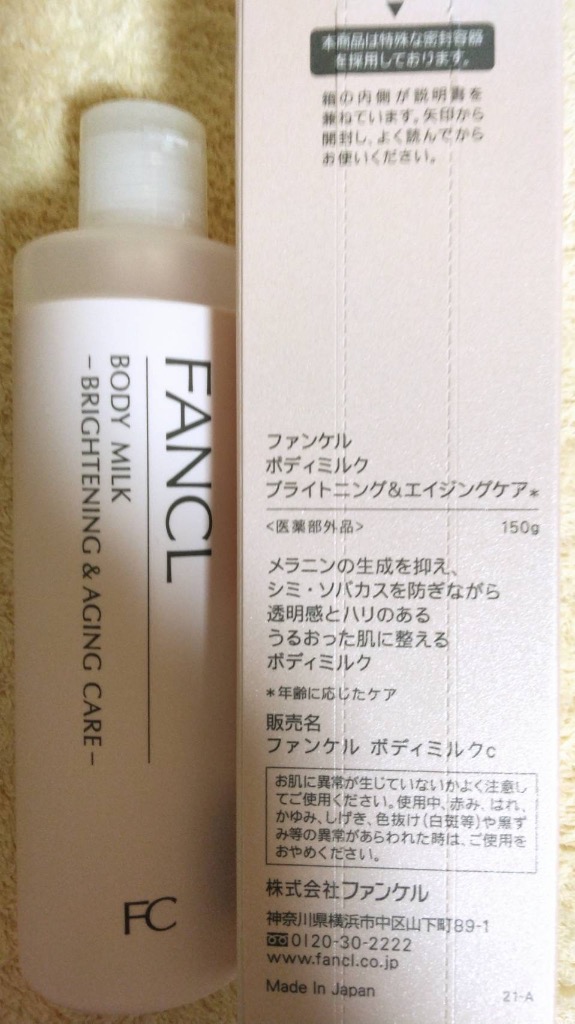 FANCL
BODY MILK
–BRIGHTENING & AGING CARE–
FC
本商品は特殊な密封容器
を採用しております。
箱の内側が説明書を
兼ねています。矢印から
開封し、よく読んでから
お使いください。
ファンケル
ボディミルク
ブライトニング&エイジングケア*
<医薬部外品> 150g
メラニンの生成を抑え、
シミ・ソバカスを防ぎながら
透明感とハリのある
うるおった肌に整える
ボディミルク
*年齢に応じたケア
販売名
ファンケル ボディミルクc
お肌に異常が生じていないかよく注意し
てご使用ください。使用中、赤み、はれ、
かゆみ、しげき、色抜け(白斑等)や黒ず
み等の異常があらわれた時は、ご使用を
おやめください。
株式会社ファンケル
神奈川県横浜市中区山下町89-1
0120-30-2222
www.fancl.co.jp
Made In Japan 21-A